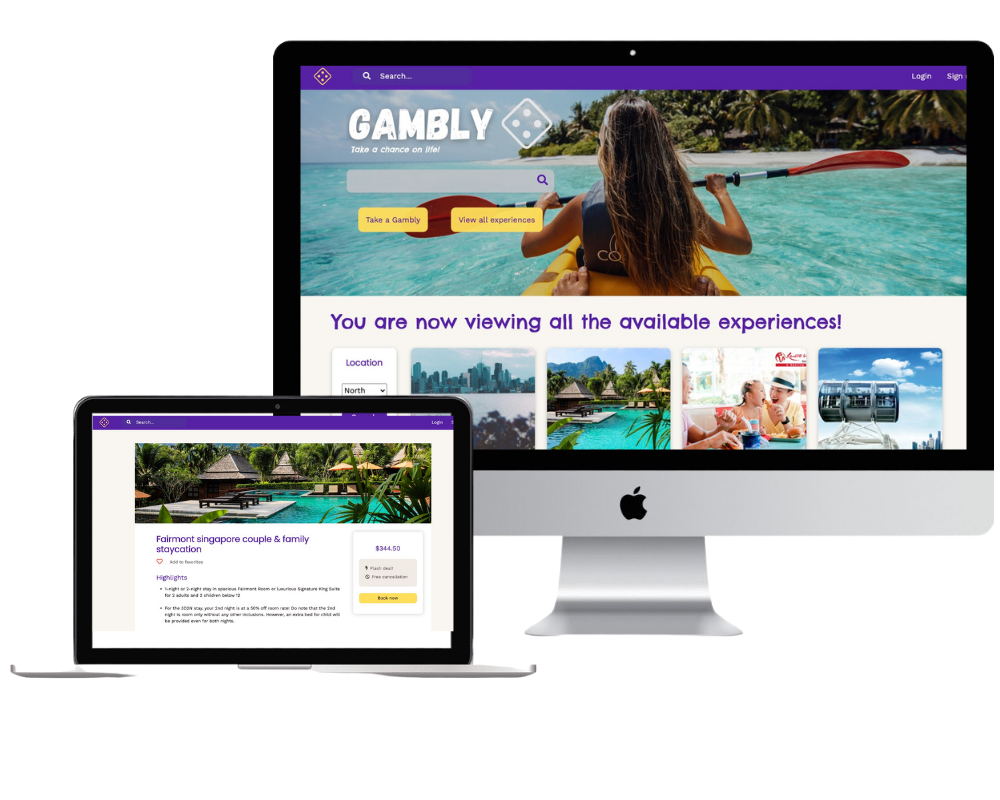 Search...
Login
Sign
GAMBLY
Take a chance on life!
Take a Gambly
View all experiences
You are now viewing all the available experiences!
Location
North
Search...
Login
Fairmont singapore couple & family
staycation
Add to favorites
Highlights
1-night or 2-night stay in spacious Fairmont Room or Luxurious Signature King Suite
for 2 adults and 2 children below 12
For the 3D2N stay, your 2nd night is at a 50% off room rate! Do note that the 2nd
night is room only without any other inclusions. However, an extra bed for child will
be provided even for both nights.
$344.50
Flash deal!
Free cancellation
Book now